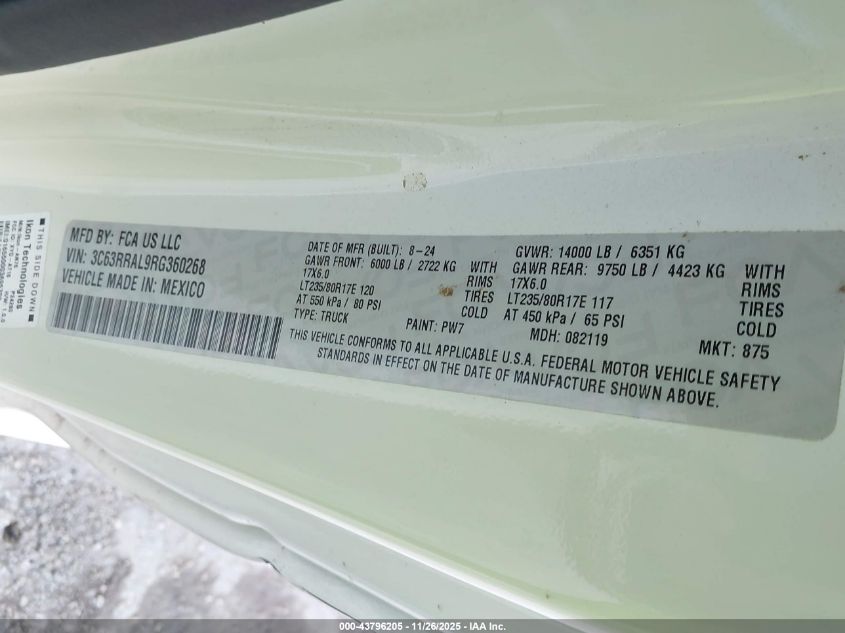 MFD BY: FCA US LLC
VIN: 3C63RRAL9RG360268
VEHICLE MADE IN: MEXICO
DATE OF MFR (BUILT): 8-24
GAWR FRONT: 6000 LB / 2722 KG WITH
17X6.0 RIMS
LT235/80R17E 120 TIRES
AT 550 kPa / 80 PSI COLD
TYPE: TRUCK
PAINT: PW7
GVWR: 14000 LB / 6351 KG
GAWR REAR: 9750 LB / 4423 KG WITH
17X6.0 RIMS
LT235/80R17E 117 TIRES
AT 450 kPa / 65 PSI COLD
MDH: 082119
MKT: 875
THIS VEHICLE CONFORMS TO ALL APPLICABLE U.S.A. FEDERAL MOTOR VEHICLE SAFETY
STANDARDS IN EFFECT ON THE DATE OF MANUFACTURE SHOWN ABOVE.
THIS SIDE DOWN
Ikon Technologies
000-43796205 - 11/26/2025 - IAA Inc.